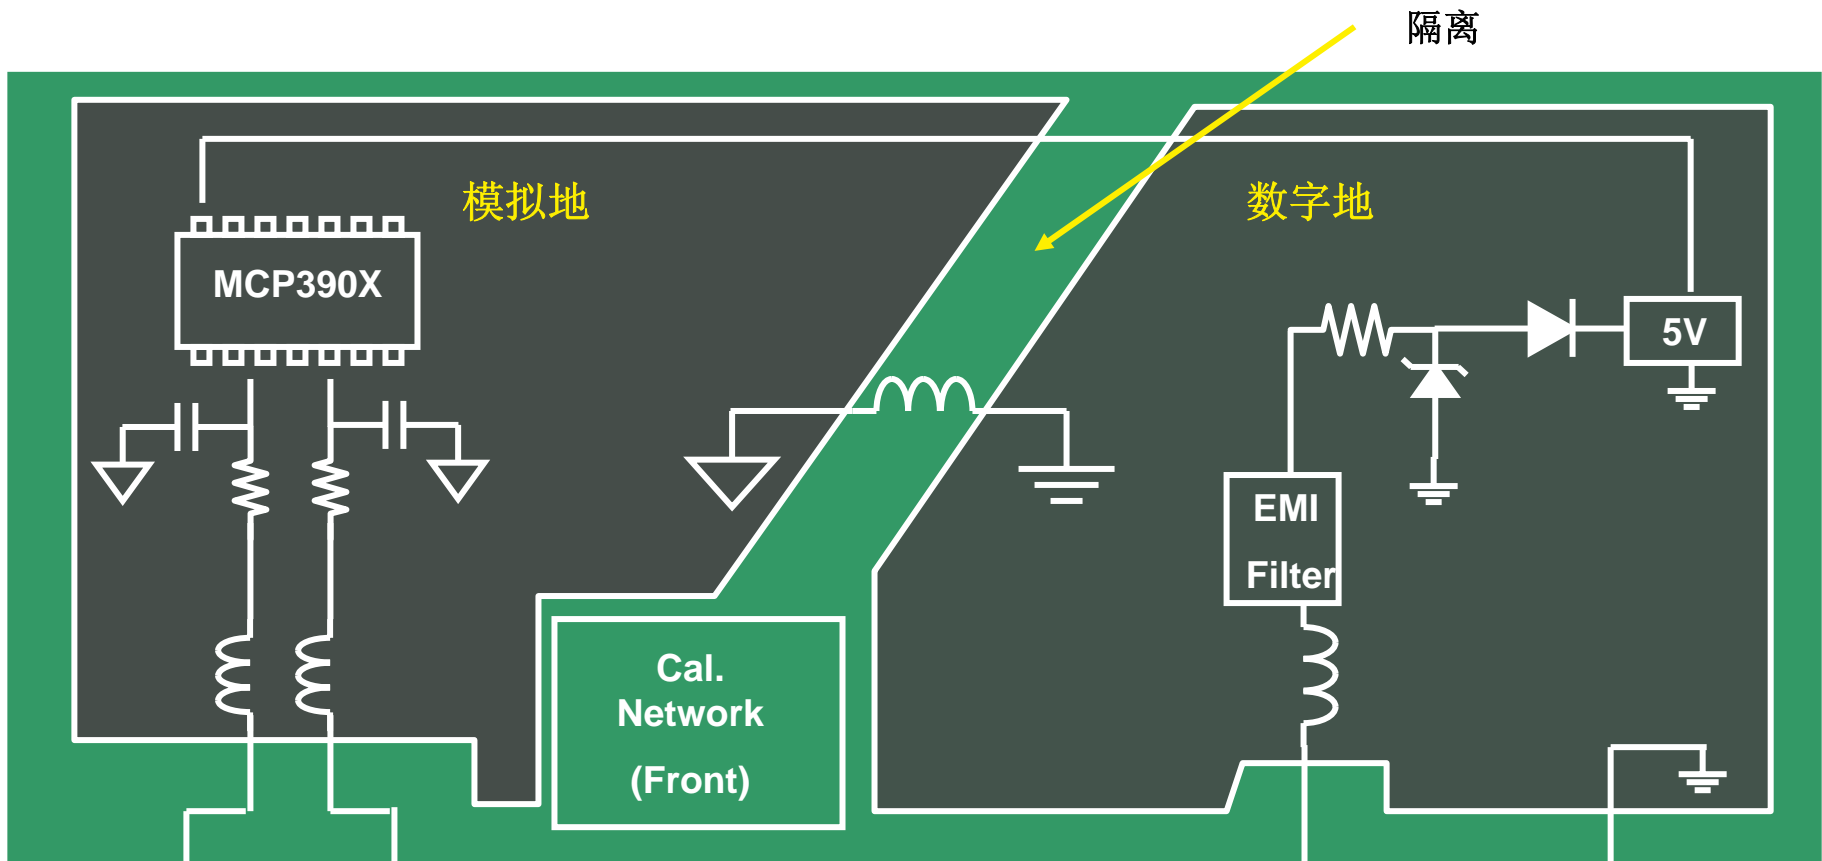 隔离
模拟地
数字地
MCP390X
5V
EMI
Filter
Cal.
Network
(Front)